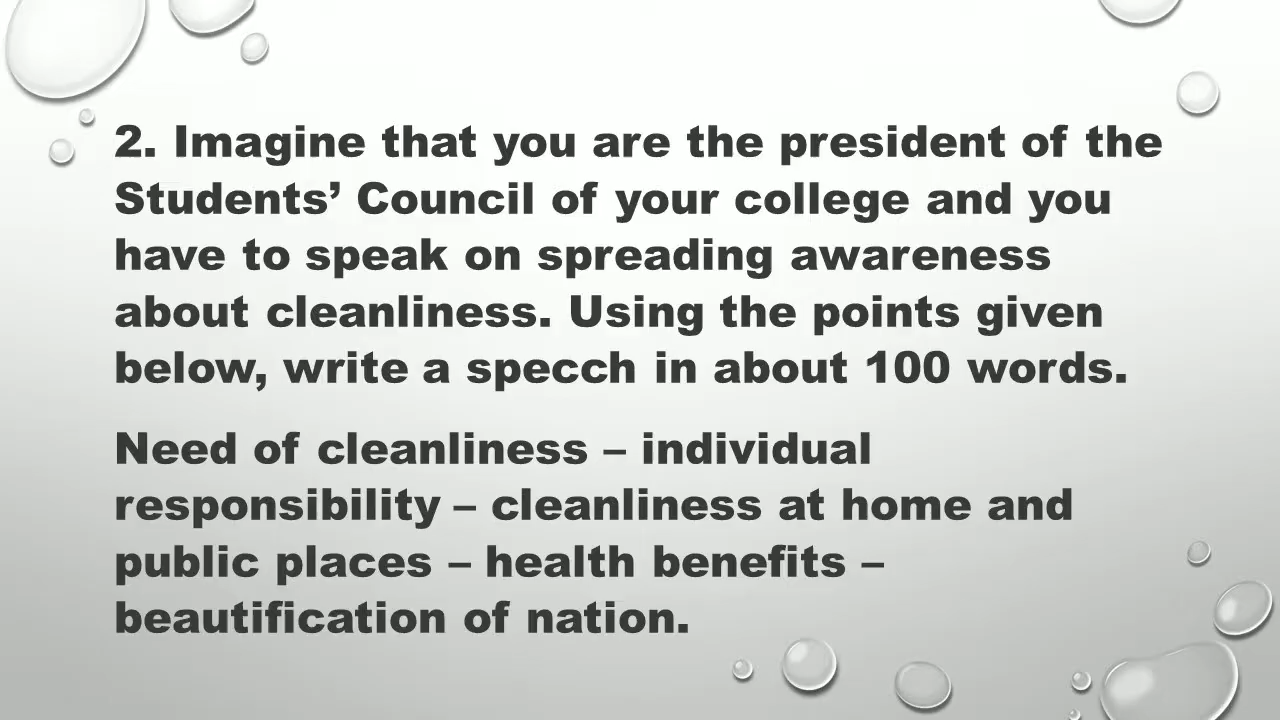 2. Imagine that you are the president of the
Students’ Council of your college and you
have to speak on spreading awareness
about cleanliness. Using the points given
below, write a specch in about 100 words.
Need of cleanliness – individual
responsibility – cleanliness at home and
public places – health benefits –
beautification of nation.